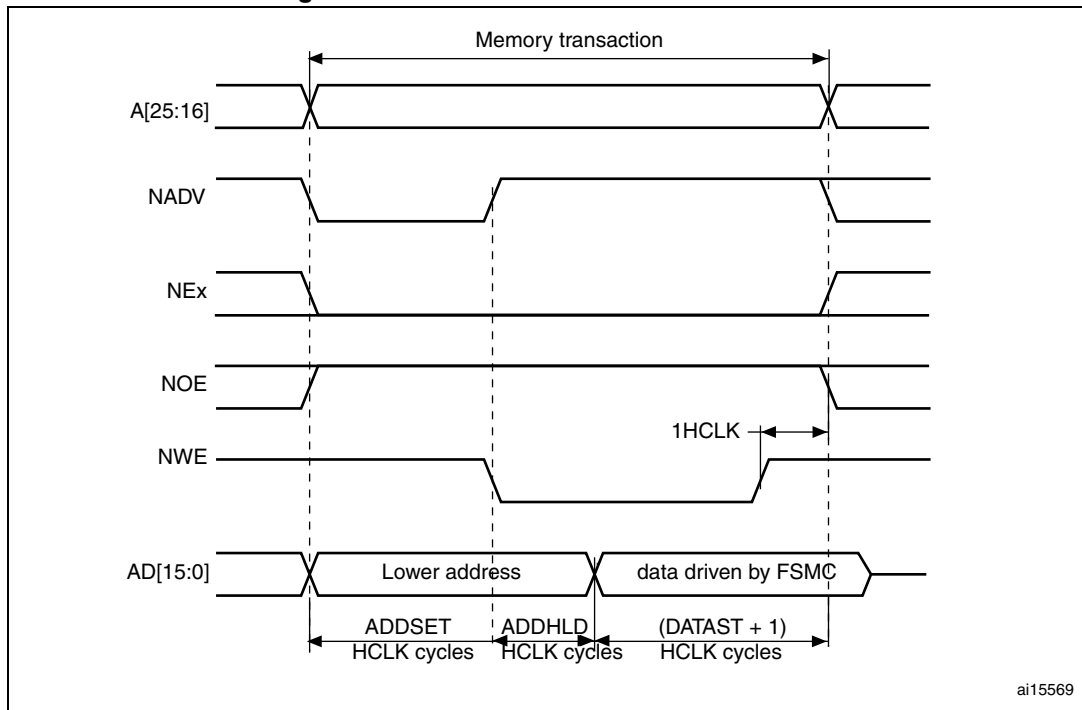 Memory transaction
A[25:16]
NADV
NEx
NOE
1HCLK
NWE
AD[15:0]
Lower address
data driven by FSMC
ADDSET
HCLK cycles
ADDHLD
HCLK cycles
(DATAST + 1)
HCLK cycles
ai15569